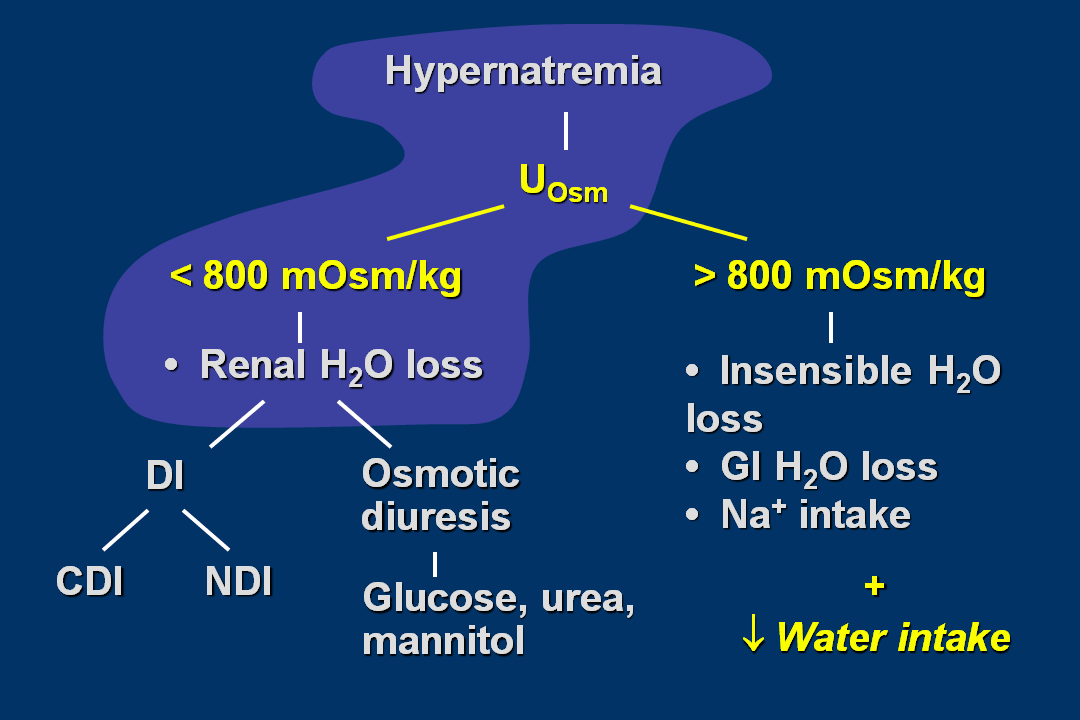 Hypernatremia
UOsm
< 800 mOsm/kg
> 800 mOsm/kg
• Renal H2O loss
• Insensible H2O
loss
• GI H2O loss
• Na+ intake
DI
Osmotic
diuresis
CDI
NDI
Glucose, urea,
mannitol
+
↓ Water intake